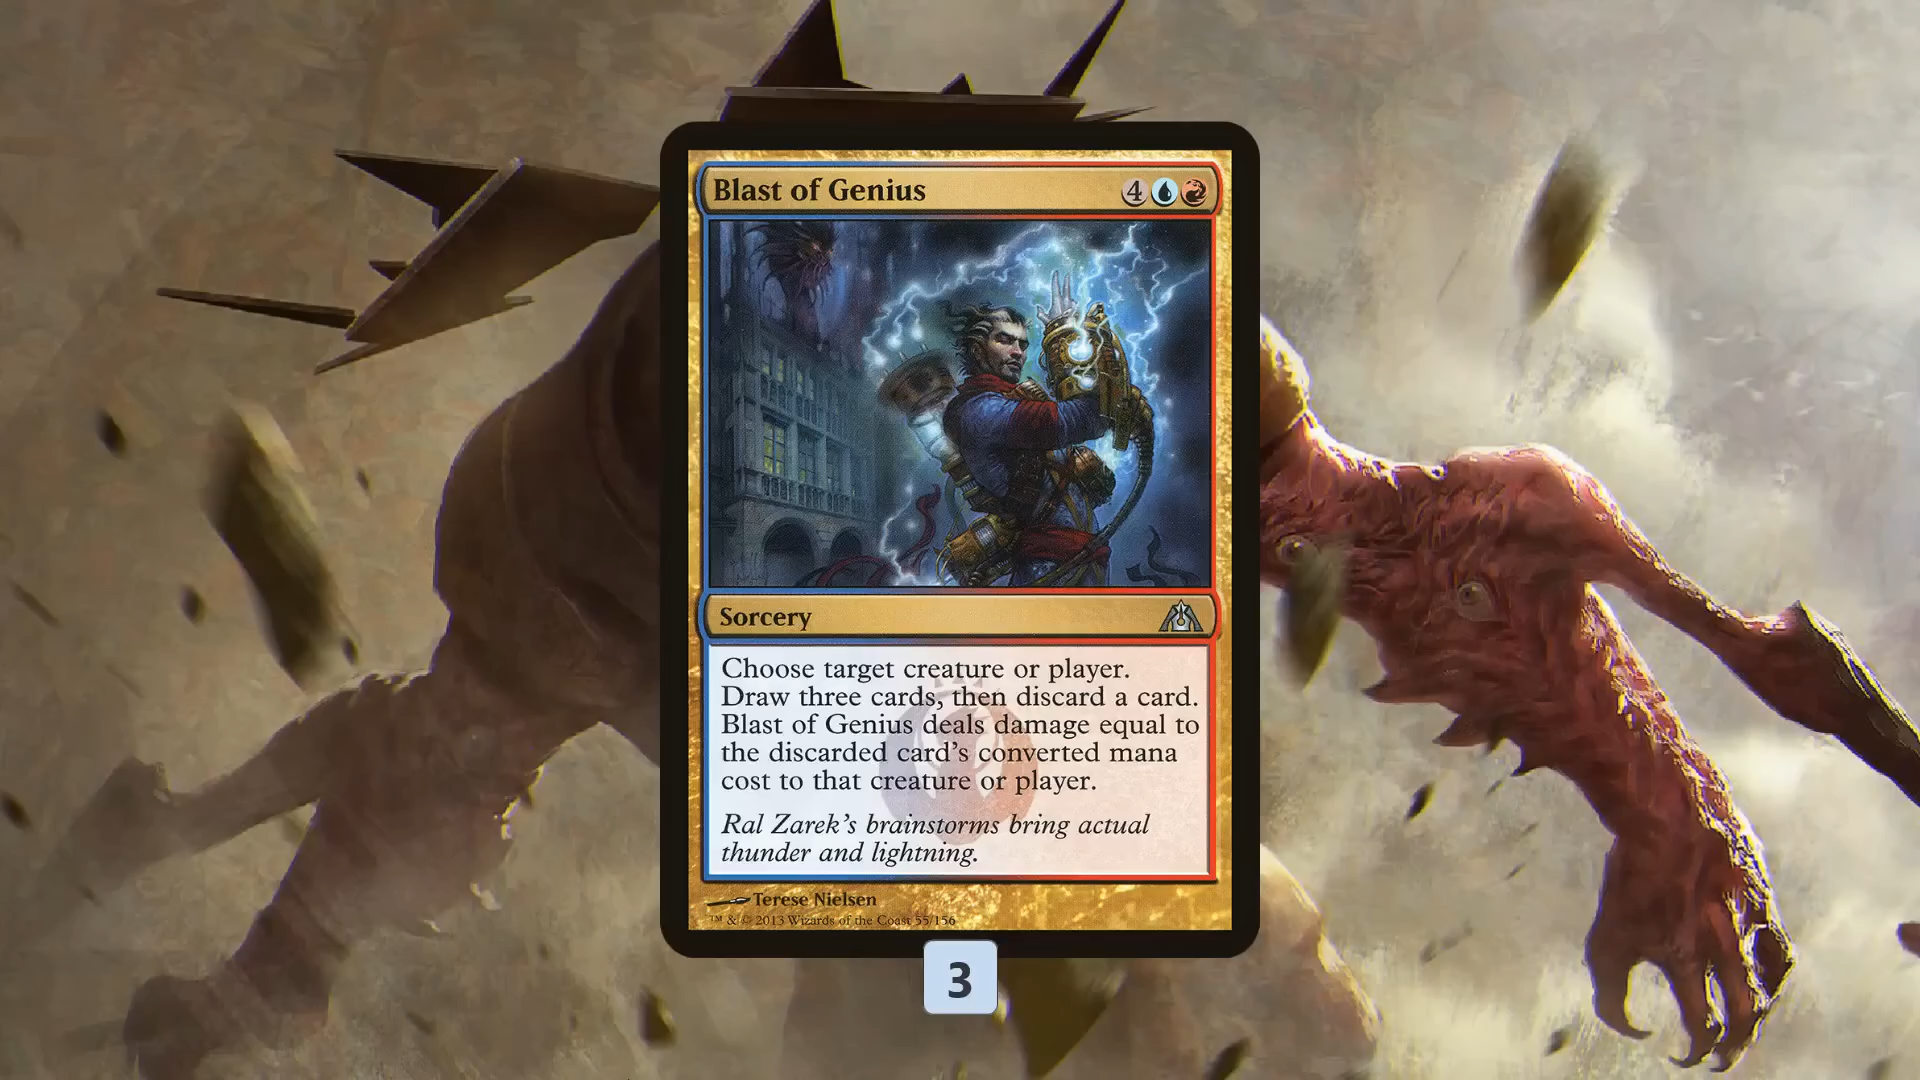 Blast of Genius
4
Sorcery
Choose target creature or player.
Draw three cards, then discard a card.
Blast of Genius deals damage equal to
the discarded card's converted mana
cost to that creature or player.
Ral Zarek's brainstorms bring actual
thunder and lightning.
Terese Nielsen
™ & © 2013 Wizards of the Coast 55/156
3